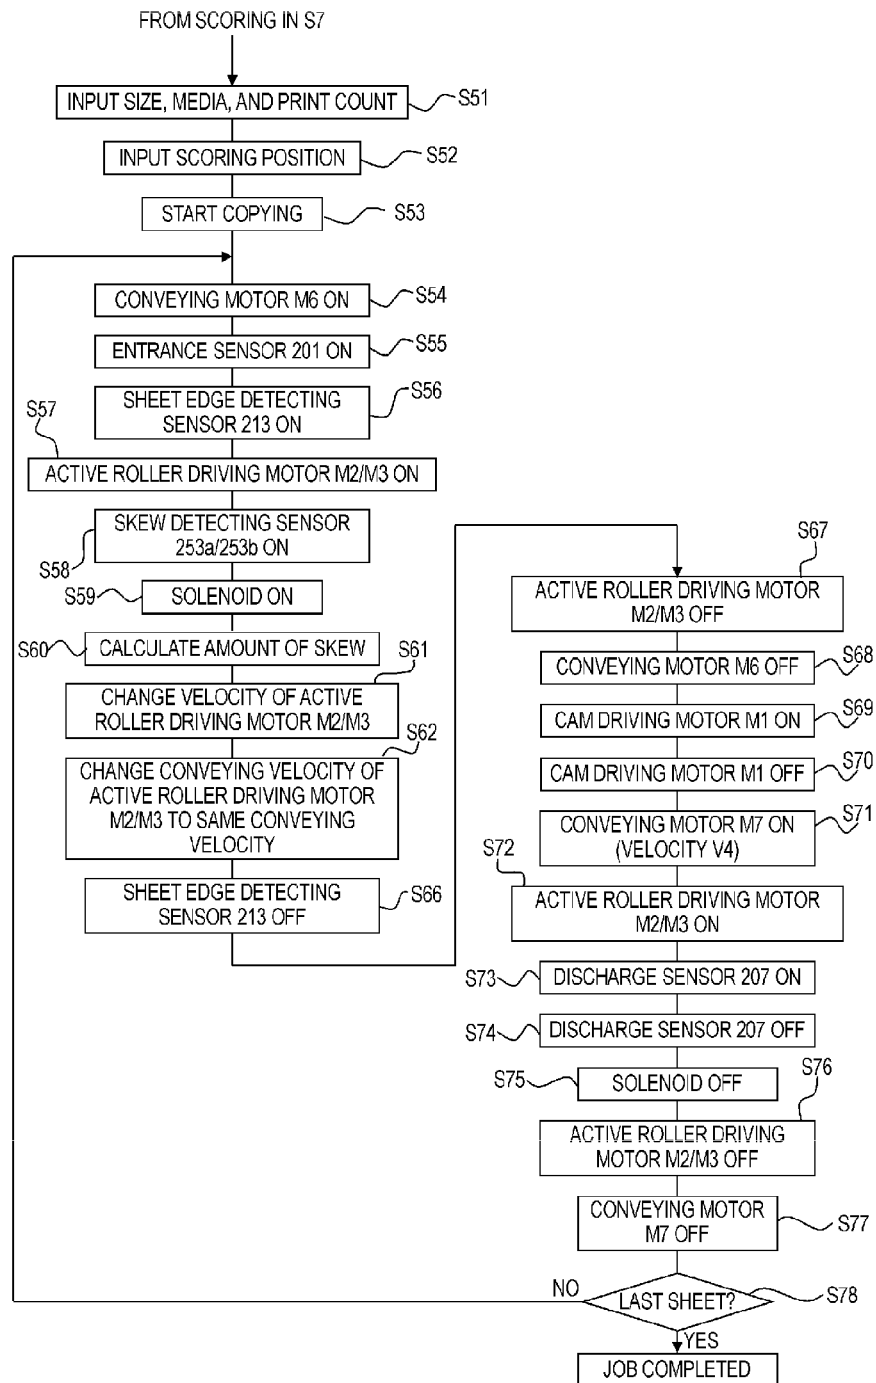 FROM SCORING IN S7
INPUT SIZE, MEDIA, AND PRINT COUNT
S51
INPUT SCORING POSITION
S52
START COPYING
S53
CONVEYING MOTOR M6 ON
S54
ENTRANCE SENSOR 201 ON
S55
SHEET EDGE DETECTING
SENSOR 213 ON
S56
S57
ACTIVE ROLLER DRIVING MOTOR M2/M3 ON
SKEW DETECTING SENSOR
253a/253b ON
S58
SOLENOID ON
S59
CALCULATE AMOUNT OF SKEW
S60
CHANGE VELOCITY OF ACTIVE
ROLLER DRIVING MOTOR M2/M3
S61
CHANGE CONVEYING VELOCITY OF
ACTIVE ROLLER DRIVING MOTOR
M2/M3 TO SAME CONVEYING
VELOCITY
S62
SHEET EDGE DETECTING
SENSOR 213 OFF
S66
S67
ACTIVE ROLLER DRIVING MOTOR
M2/M3 OFF
CONVEYING MOTOR M6 OFF
S68
CAM DRIVING MOTOR M1 ON
S69
CAM DRIVING MOTOR M1 OFF
S70
CONVEYING MOTOR M7 ON
(VELOCITY V4)
S71
S72
ACTIVE ROLLER DRIVING MOTOR
M2/M3 ON
S73
DISCHARGE SENSOR 207 ON
S74
DISCHARGE SENSOR 207 OFF
S75
SOLENOID OFF
S76
ACTIVE ROLLER DRIVING
MOTOR M2/M3 OFF
CONVEYING MOTOR
M7 OFF
S77
NO
LAST SHEET?
S78
YES
JOB COMPLETED